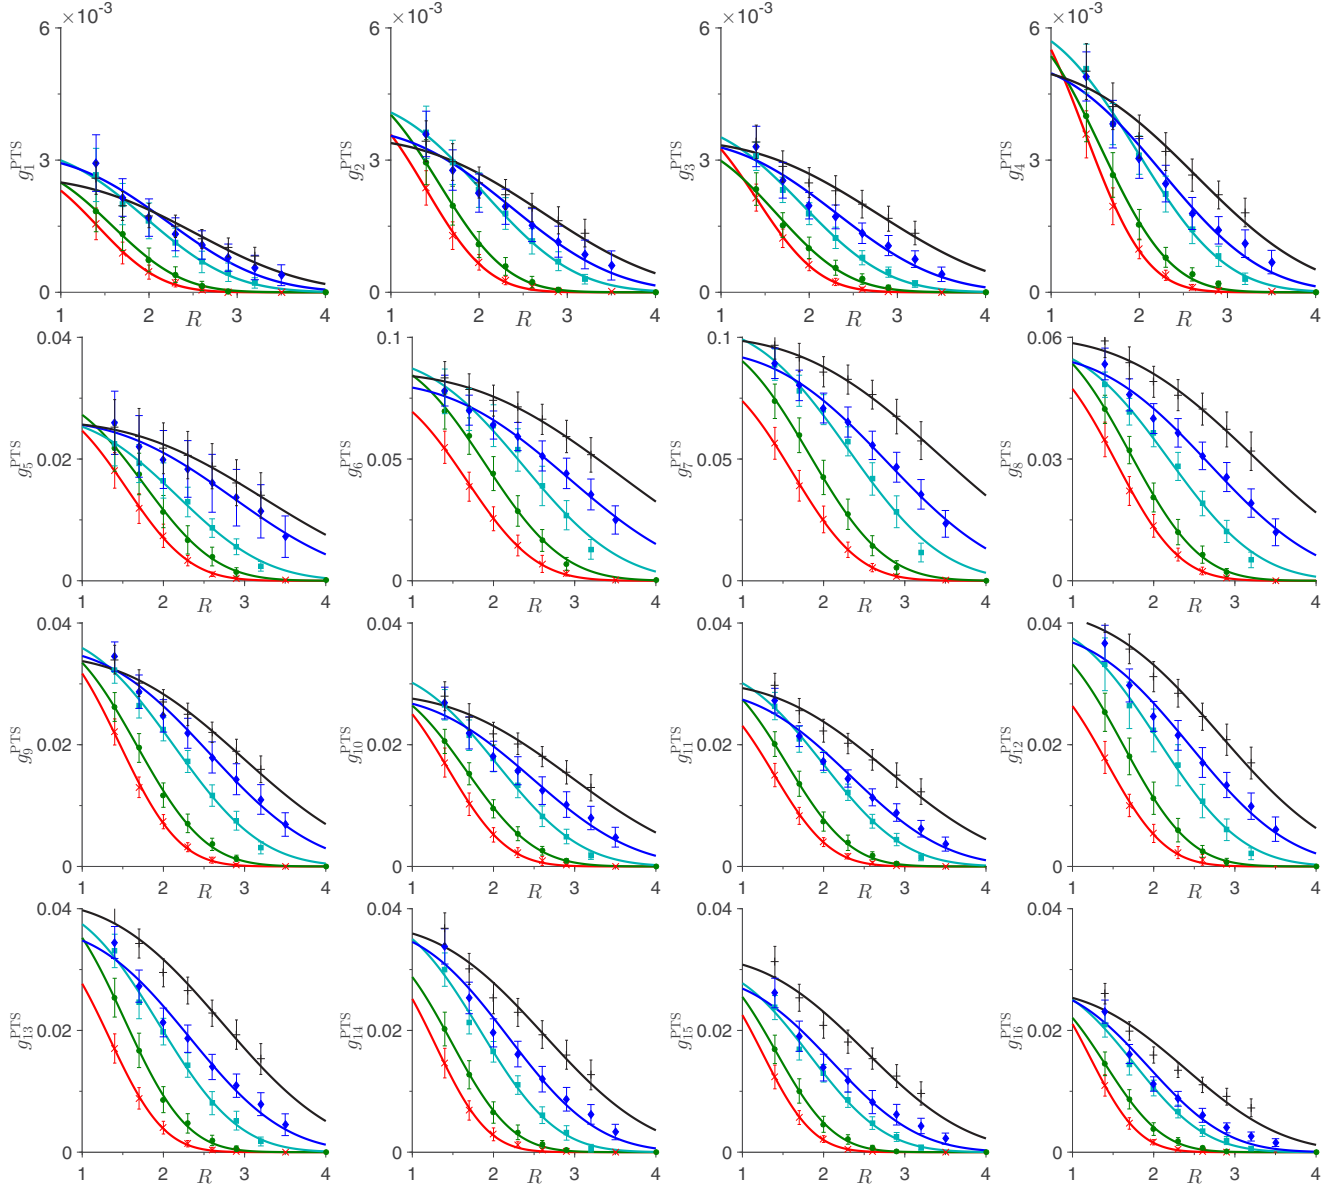 ×10⁻³ ×10⁻³ ×10⁻³ ×10⁻³
6 6 6 6
3 3 3 3
0 0 0 0
g₁^PTS g₂^PTS g₃^PTS g₄^PTS
1 2 R 3 4 1 2 R 3 4 1 2 R 3 4 1 2 R 3 4
0.04 0.1 0.1 0.06
0.02 0.05 0.05 0.03
0 0 0 0
g₅^PTS g₆^PTS g₇^PTS g₈^PTS
1 2 R 3 4 1 2 R 3 4 1 2 R 3 4 1 2 R 3 4
0.04 0.04 0.04 0.04
0.02 0.02 0.02 0.02
0 0 0 0
g₉^PTS g₁₀^PTS g₁₁^PTS g₁₂^PTS
1 2 R 3 4 1 2 R 3 4 1 2 R 3 4 1 2 R 3 4
0.04 0.04 0.04 0.04
0.02 0.02 0.02 0.02
0 0 0 0
g₁₃^PTS g₁₄^PTS g₁₅^PTS g₁₆^PTS
1 2 R 3 4 1 2 R 3 4 1 2 R 3 4 1 2 R 3 4